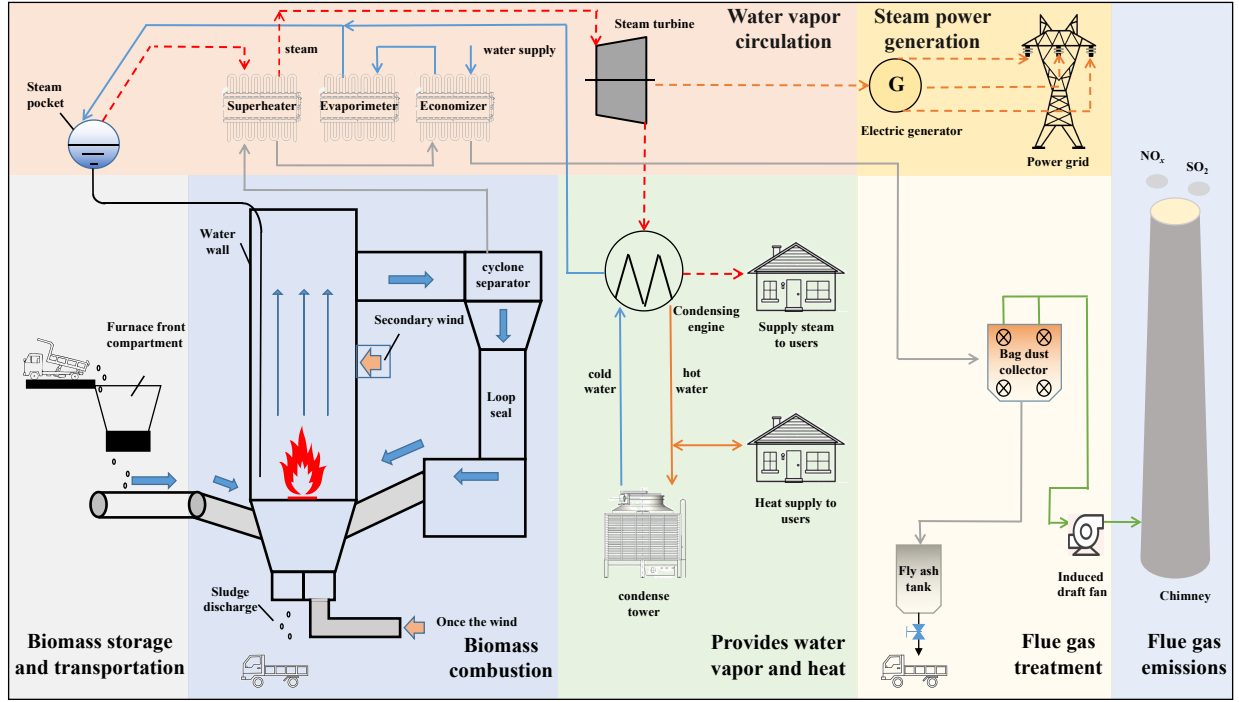 Steam turbine
Water vapor
circulation
Steam power
generation
steam
water supply
Steam
pocket
Superheater
Evaporimeter
Economizer
G
Electric generator
Power grid
NOx
SO2
Water
wall
cyclone
separator
Furnace front
compartment
Secondary wind
Condensing
engine
Supply steam
to users
cold
water
hot
water
Bag dust
collector
Loop
seal
Heat supply to
users
Fly ash
tank
Induced
draft fan
Chimney
condense
tower
Sludge
discharge
Once the wind
Biomass storage
and transportation
Biomass
combustion
Provides water
vapor and heat
Flue gas
treatment
Flue gas
emissions